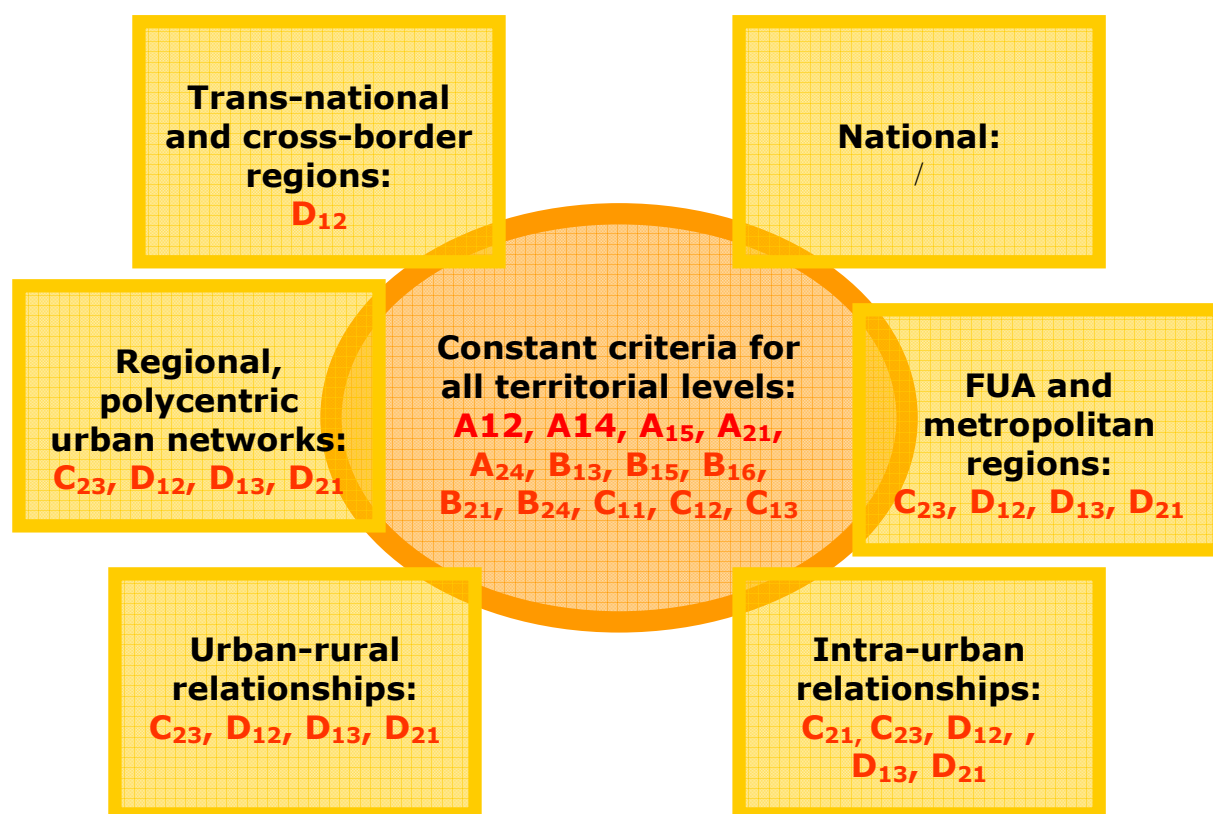 Trans-national
and cross-border
regions:
D₁₂
National:
/
Regional,
polycentric
urban networks:
C₂₃, D₁₂, D₁₃, D₂₁
Constant criteria for
all territorial levels:
A12, A14, A₁₅, A₂₁,
A₂₄, B₁₃, B₁₅, B₁₆,
B₂₁, B₂₄, C₁₁, C₁₂, C₁₃
FUA and
metropolitan
regions:
C₂₃, D₁₂, D₁₃, D₂₁
Urban-rural
relationships:
C₂₃, D₁₂, D₁₃, D₂₁
Intra-urban
relationships:
C₂₁, C₂₃, D₁₂, ,
D₁₃, D₂₁